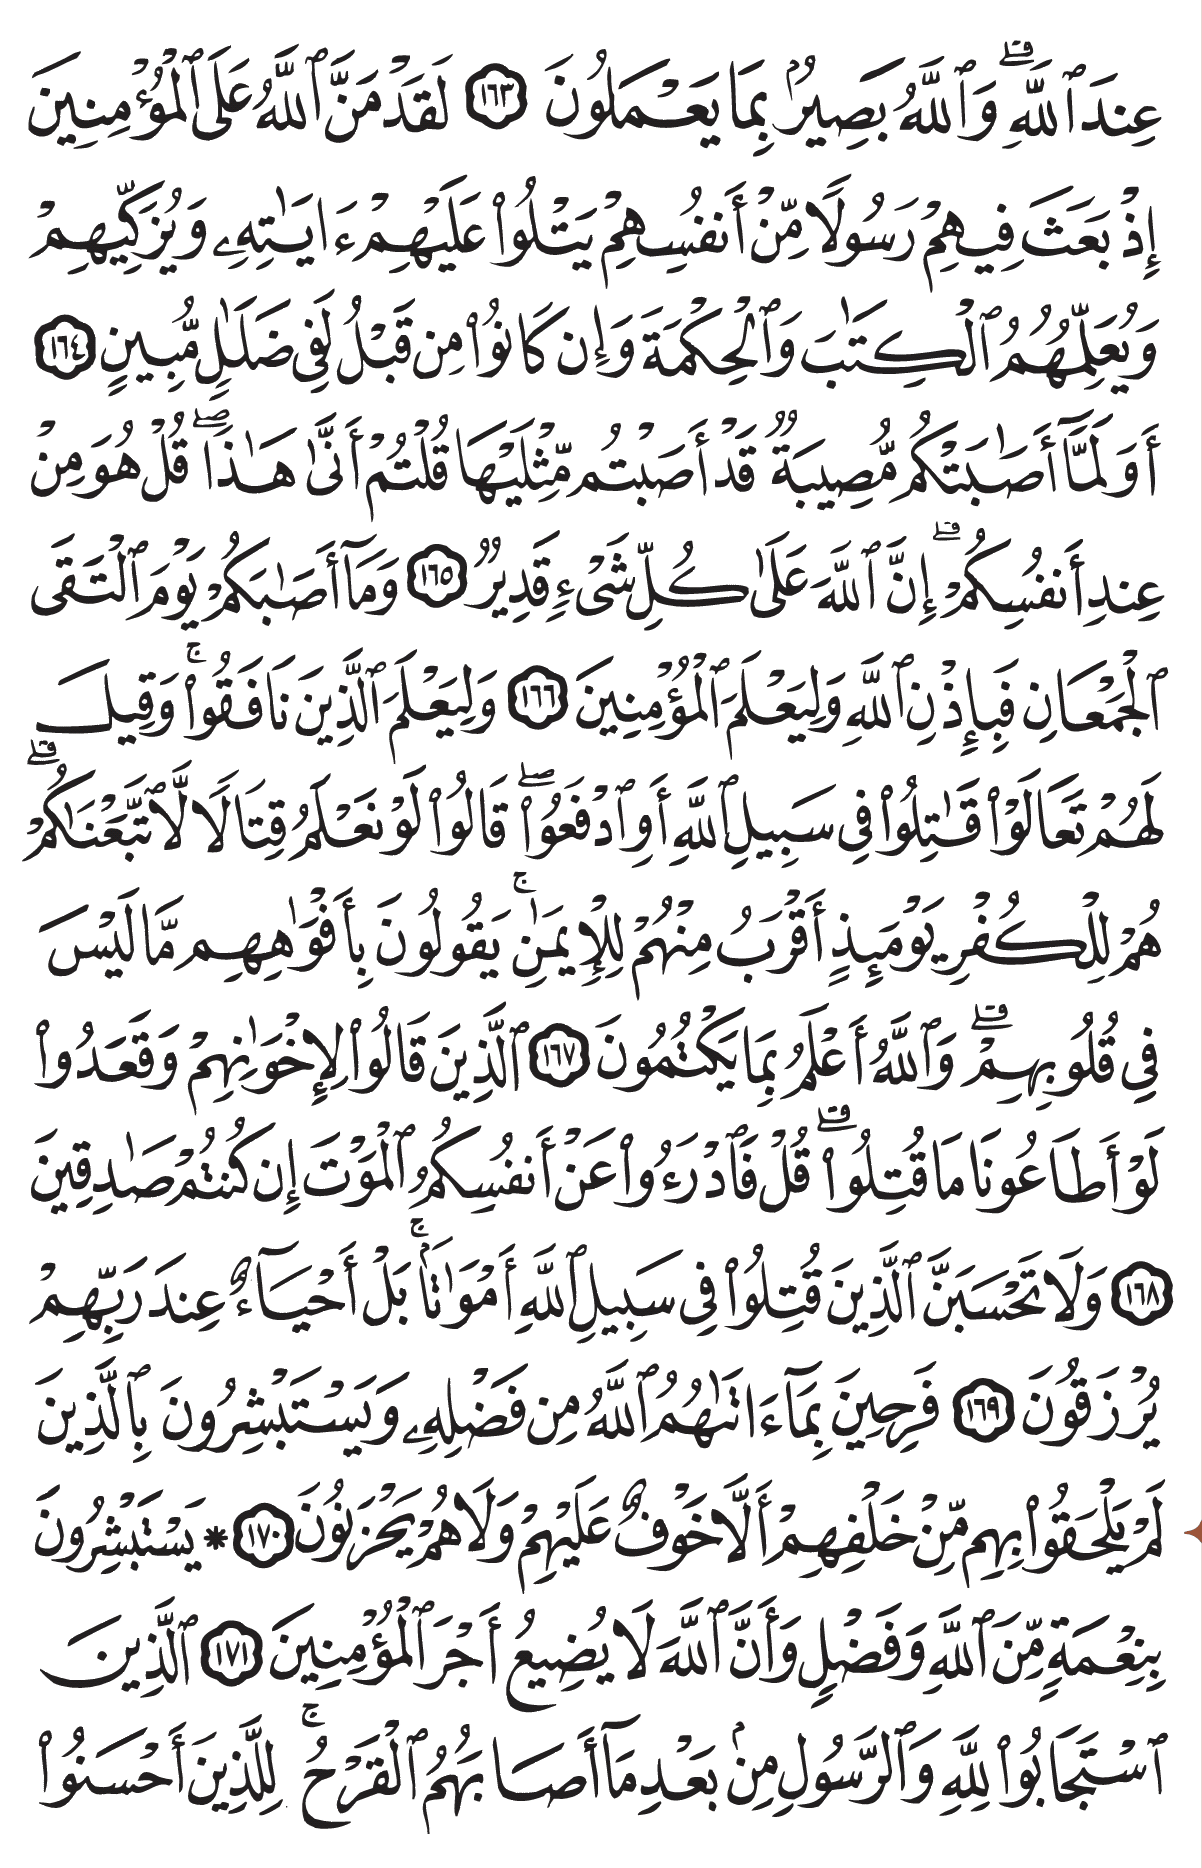 عِندَ ٱللَّهِۗ وَٱللَّهُ بَصِيرُۢ بِمَا يَعۡمَلُونَ ١٦٣ لَقَدۡ مَنَّ ٱللَّهُ عَلَى ٱلۡمُؤۡمِنِينَ
إِذۡ بَعَثَ فِيهِمۡ رَسُولٗا مِّنۡ أَنفُسِهِمۡ يَتۡلُواْ عَلَيۡهِمۡ ءَايَٰتِهِۦ وَيُزَكِّيهِمۡ
وَيُعَلِّمُهُمُ ٱلۡكِتَٰبَ وَٱلۡحِكۡمَةَ وَإِن كَانُواْ مِن قَبۡلُ لَفِي ضَلَٰلٖ مُّبِينٍ ١٦٤
أَوَلَمَّآ أَصَٰبَتۡكُم مُّصِيبَةٞ قَدۡ أَصَبۡتُم مِّثۡلَيۡهَا قُلۡتُمۡ أَنَّىٰ هَٰذَاۖ قُلۡ هُوَ مِنۡ
عِندِ أَنفُسِكُمۡۗ إِنَّ ٱللَّهَ عَلَىٰ كُلِّ شَيۡءٖ قَدِيرٞ ١٦٥ وَمَآ أَصَٰبَكُمۡ يَوۡمَ ٱلۡتَقَى
ٱلۡجَمۡعَانِ فَبِإِذۡنِ ٱللَّهِ وَلِيَعۡلَمَ ٱلۡمُؤۡمِنِينَ ١٦٦ وَلِيَعۡلَمَ ٱلَّذِينَ نَافَقُواْۚ وَقِيلَ
لَهُمۡ تَعَالَوۡاْ قَٰتِلُواْ فِي سَبِيلِ ٱللَّهِ أَوِ ٱدۡفَعُواْۖ قَالُواْ لَوۡ نَعۡلَمُ قِتَالٗا لَّٱتَّبَعۡنَٰكُمۡۗ
هُمۡ لِلۡكُفۡرِ يَوۡمَئِذٍ أَقۡرَبُ مِنۡهُمۡ لِلۡإِيمَٰنِۚ يَقُولُونَ بِأَفۡوَٰهِهِم مَّا لَيۡسَ
فِي قُلُوبِهِمۡۗ وَٱللَّهُ أَعۡلَمُ بِمَا يَكۡتُمُونَ ١٦٧ ٱلَّذِينَ قَالُواْ لِإِخۡوَٰنِهِمۡ وَقَعَدُواْ
لَوۡ أَطَاعُونَا مَا قُتِلُواْۗ قُلۡ فَٱدۡرَءُواْ عَنۡ أَنفُسِكُمُ ٱلۡمَوۡتَ إِن كُنتُمۡ صَٰدِقِينَ
١٦٨ وَلَا تَحۡسَبَنَّ ٱلَّذِينَ قُتِلُواْ فِي سَبِيلِ ٱللَّهِ أَمۡوَٰتَۢاۚ بَلۡ أَحۡيَآءٌ عِندَ رَبِّهِمۡ
يُرۡزَقُونَ ١٦٩ فَرِحِينَ بِمَآ ءَاتَىٰهُمُ ٱللَّهُ مِن فَضۡلِهِۦ وَيَسۡتَبۡشِرُونَ بِٱلَّذِينَ
لَمۡ يَلۡحَقُواْ بِهِم مِّنۡ خَلۡفِهِمۡ أَلَّا خَوۡفٌ عَلَيۡهِمۡ وَلَا هُمۡ يَحۡزَنُونَ ١٧٠ * يَسۡتَبۡشِرُونَ
بِنِعۡمَةٖ مِّنَ ٱللَّهِ وَفَضۡلٖ وَأَنَّ ٱللَّهَ لَا يُضِيعُ أَجۡرَ ٱلۡمُؤۡمِنِينَ ١٧١ ٱلَّذِينَ
ٱسۡتَجَابُواْ لِلَّهِ وَٱلرَّسُولِ مِنۢ بَعۡدِ مَآ أَصَابَهُمُ ٱلۡقَرۡحُۚ لِلَّذِينَ أَحۡسَنُواْ